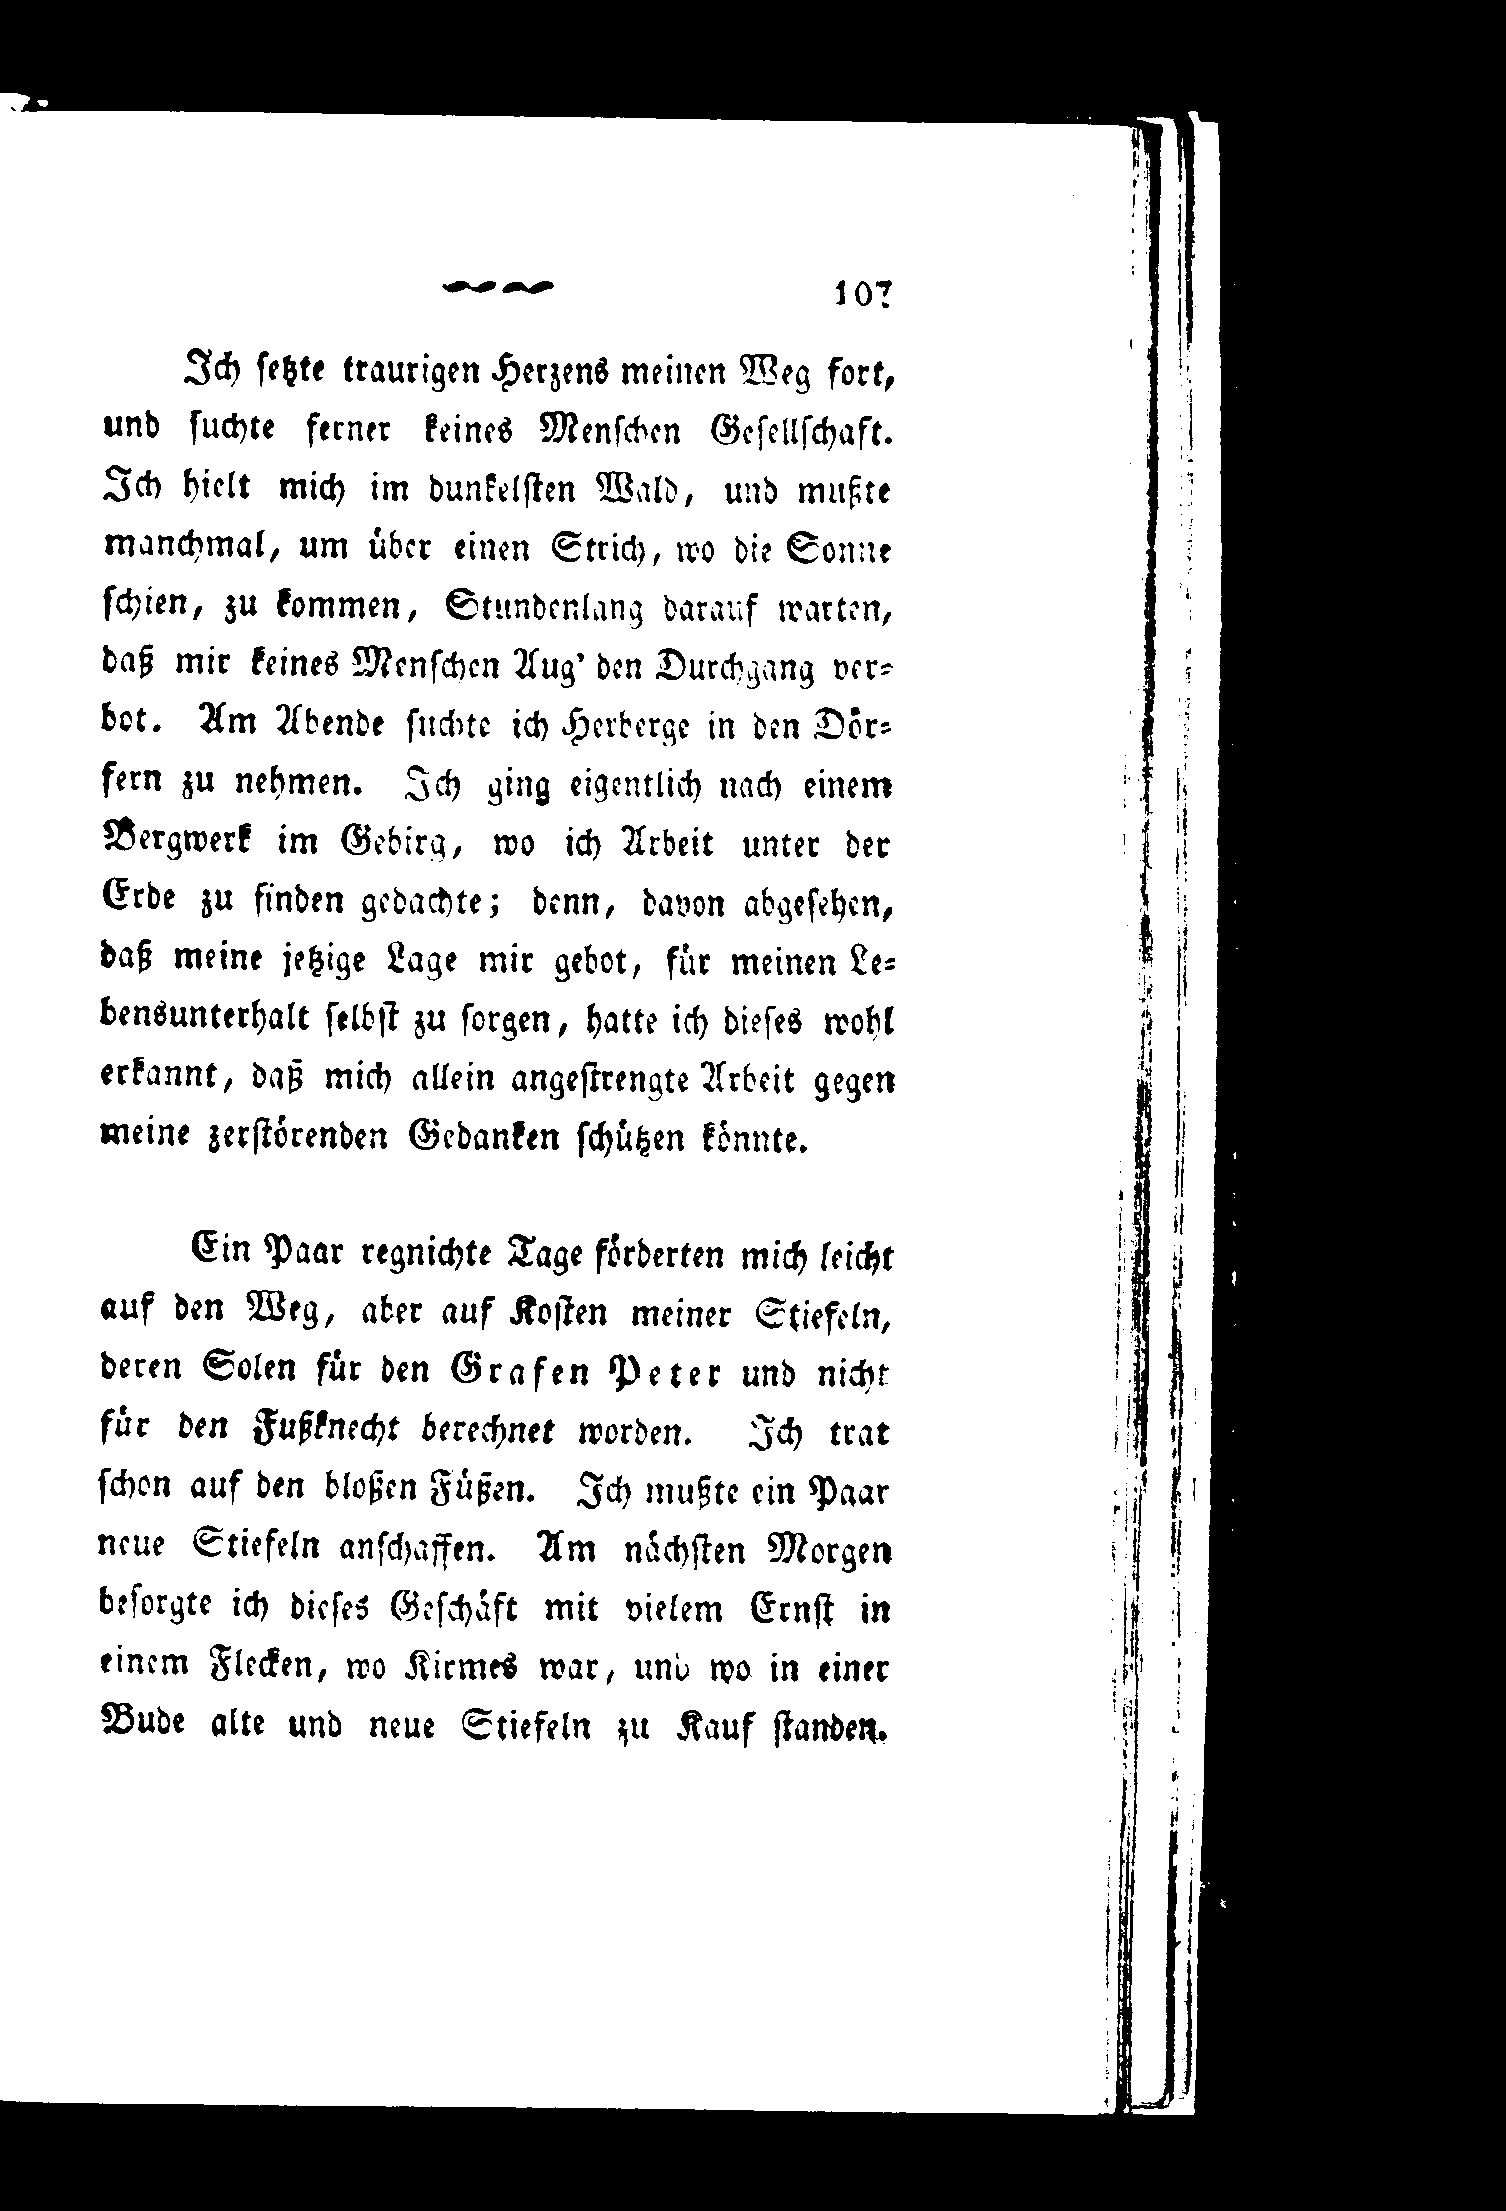 107
Ich ſetzte traurigen Herzens meinen Weg fort,
und ſuchte ferner keines Menſchen Geſellſchaft.
Ich hielt mich im dunkelſten Wald, und mußte
manchmal, um über einen Strich, wo die Sonne
ſchien, zu kommen, Stundenlang darauf warten,
daß mir keines Menſchen Aug’ den Durchgang ver⸗
bot. Am Abende ſuchte ich Herberge in den Dör⸗
fern zu nehmen. Ich ging eigentlich nach einem
Bergwerk im Gebirg, wo ich Arbeit unter der
Erde zu finden gedachte; denn, davon abgeſehen,
daß meine jetzige Lage mir gebot, für meinen Le⸗
bensunterhalt ſelbſt zu ſorgen, hatte ich dieſes wohl
erkannt, daß mich allein angeſtrengte Arbeit gegen
meine zerſtörenden Gedanken ſchützen könnte.
Ein Paar regnichte Tage förderten mich leicht
auf den Weg, aber auf Koſten meiner Stiefeln,
deren Solen für den Grafen Peter und nicht
für den Fußknecht berechnet worden. Ich trat
ſchon auf den bloßen Füßen. Ich mußte ein Paar
neue Stiefeln anſchaffen. Am nächſten Morgen
beſorgte ich dieſes Geſchäft mit vielem Ernſt in
einem Flecken, wo Kirmes war, und wo in einer
Bude alte und neue Stiefeln zu Kauf ſtanden.